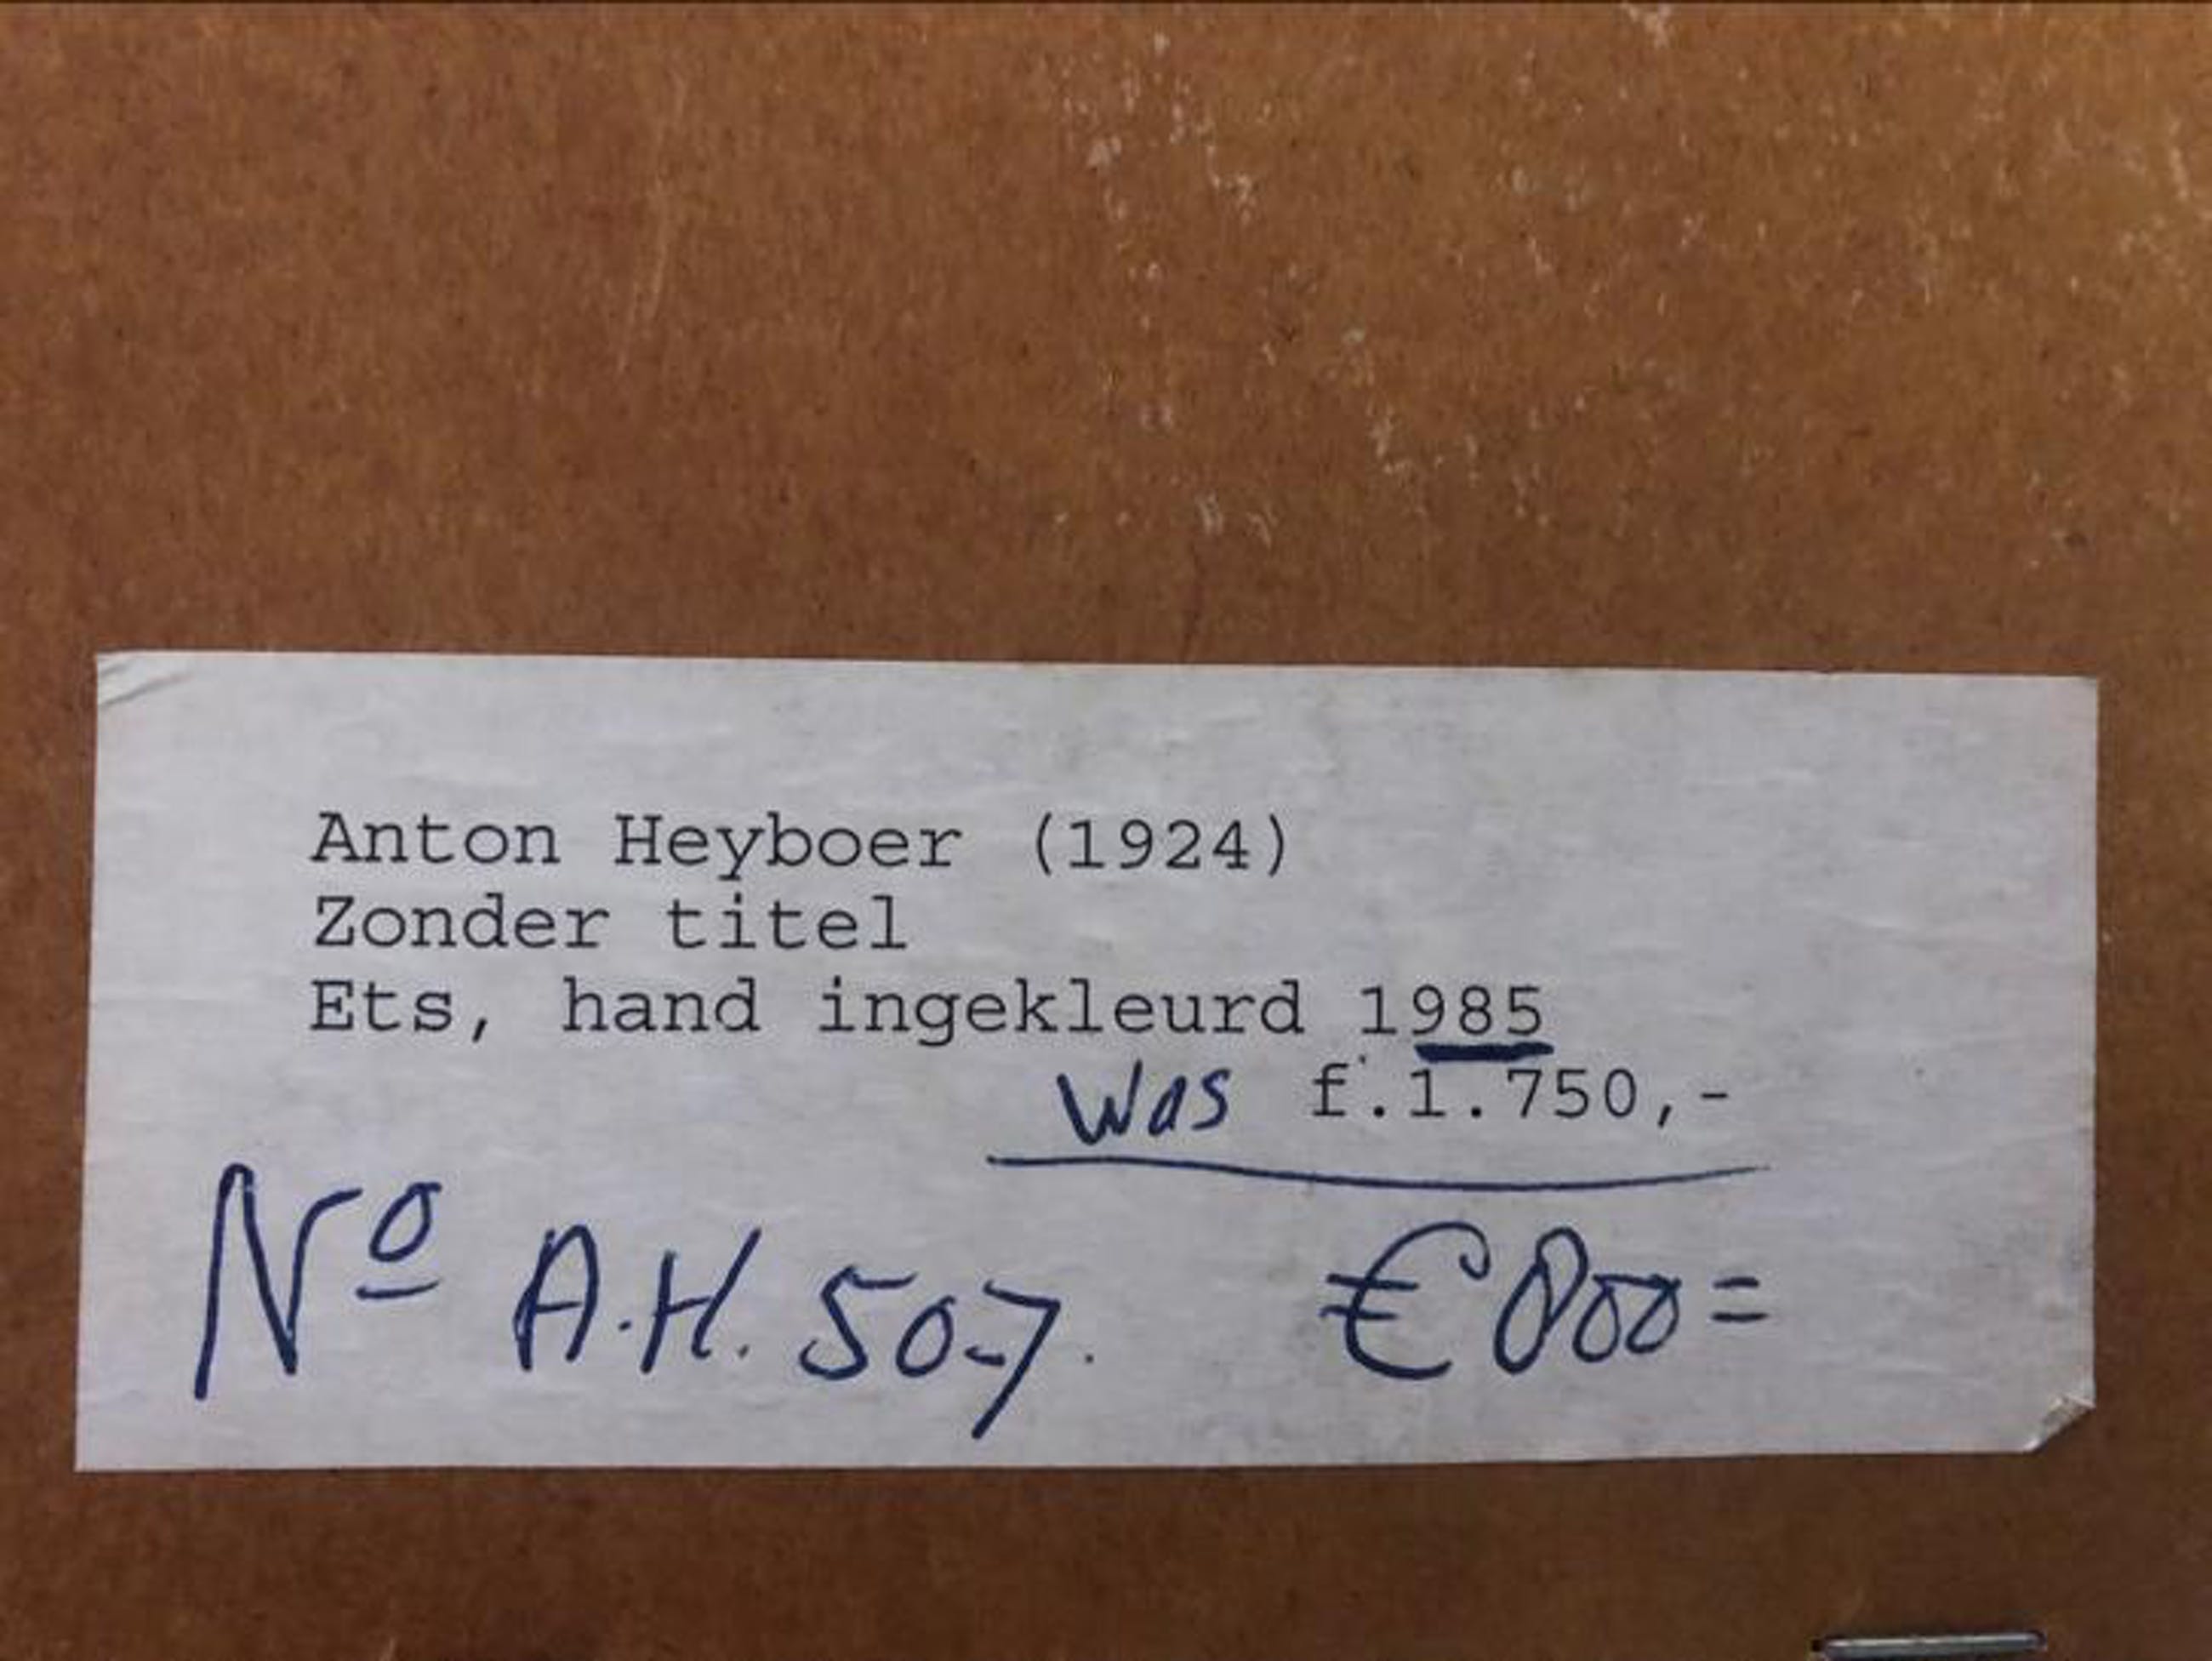 Anton Heyboer (1924)
Zonder titel
Ets, hand ingekleurd 1985
was f.1.750,-
Nº A.H. 507. € 800=